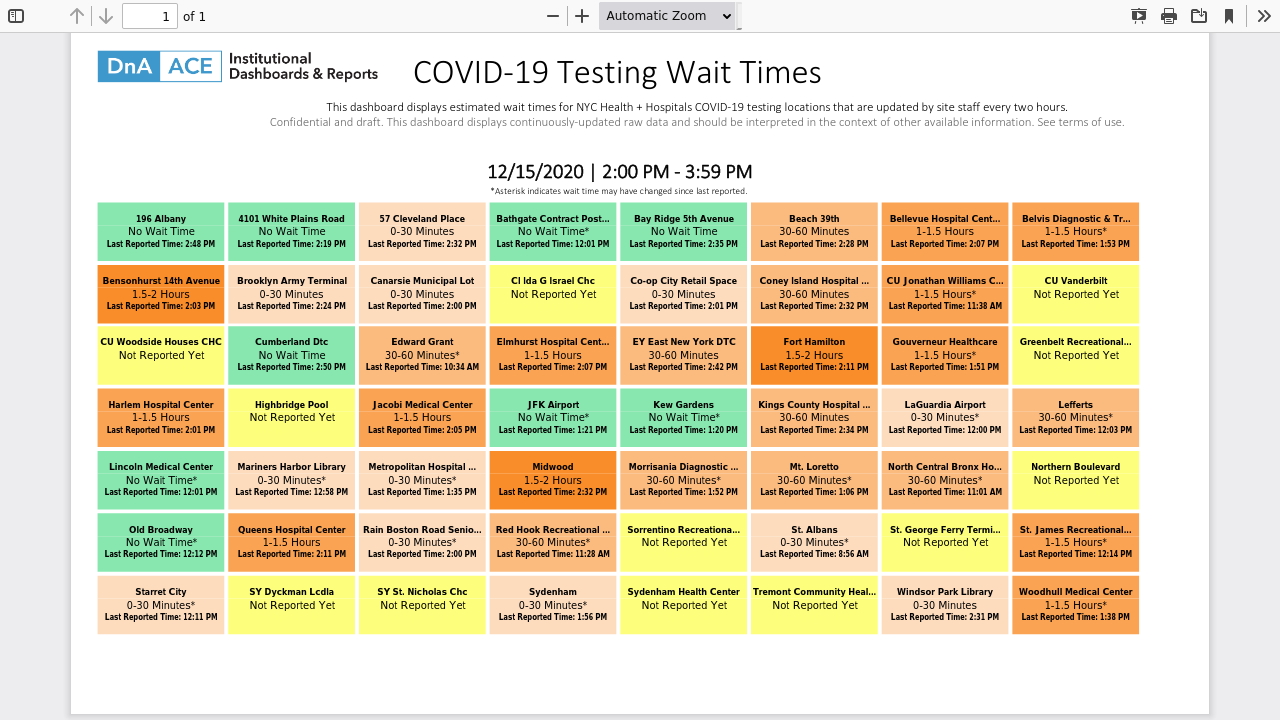 1
of 1
Automatic Zoom
DnA ACE Institutional
Dashboards & Reports
COVID-19 Testing Wait Times
This dashboard displays estimated wait times for NYC Health + Hospitals COVID-19 testing locations that are updated by site staff every two hours.
Confidential and draft. This dashboard displays continuously-updated raw data and should be interpreted in the context of other available information. See terms of use.
12/15/2020 | 2:00 PM - 3:59 PM
*Asterisk indicates wait time may have changed since last reported.
196 Albany
No Wait Time
Last Reported Time: 2:48 PM
4101 White Plains Road
No Wait Time
Last Reported Time: 2:19 PM
57 Cleveland Place
0-30 Minutes
Last Reported Time: 2:32 PM
Bathgate Contract Post...
No Wait Time*
Last Reported Time: 12:01 PM
Bay Ridge 5th Avenue
No Wait Time
Last Reported Time: 2:35 PM
Beach 39th
30-60 Minutes
Last Reported Time: 2:28 PM
Bellevue Hospital Cent...
1-1.5 Hours
Last Reported Time: 2:07 PM
Belvis Diagnostic & Tr...
1-1.5 Hours*
Last Reported Time: 1:53 PM
Bensonhurst 14th Avenue
1.5-2 Hours
Last Reported Time: 2:03 PM
Brooklyn Army Terminal
0-30 Minutes
Last Reported Time: 2:24 PM
Canarsie Municipal Lot
0-30 Minutes
Last Reported Time: 2:00 PM
CI Ida G Israel Chc
Not Reported Yet
Co-op City Retail Space
0-30 Minutes
Last Reported Time: 2:01 PM
Coney Island Hospital ...
30-60 Minutes
Last Reported Time: 2:32 PM
CU Jonathan Williams C...
1-1.5 Hours*
Last Reported Time: 11:38 AM
CU Vanderbilt
Not Reported Yet
CU Woodside Houses CHC
Not Reported Yet
Cumberland Dtc
No Wait Time
Last Reported Time: 2:50 PM
Edward Grant
30-60 Minutes*
Last Reported Time: 10:34 AM
Elmhurst Hospital Cent...
1-1.5 Hours
Last Reported Time: 2:07 PM
EY East New York DTC
30-60 Minutes
Last Reported Time: 2:42 PM
Fort Hamilton
1.5-2 Hours
Last Reported Time: 2:11 PM
Gouverneur Healthcare
1-1.5 Hours*
Last Reported Time: 1:51 PM
Greenbelt Recreational...
Not Reported Yet
Harlem Hospital Center
1-1.5 Hours
Last Reported Time: 2:01 PM
Highbridge Pool
Not Reported Yet
Jacobi Medical Center
1-1.5 Hours
Last Reported Time: 2:05 PM
JFK Airport
No Wait Time*
Last Reported Time: 1:21 PM
Kew Gardens
No Wait Time*
Last Reported Time: 1:20 PM
Kings County Hospital ...
30-60 Minutes
Last Reported Time: 2:34 PM
LaGuardia Airport
0-30 Minutes*
Last Reported Time: 12:00 PM
Lefferts
30-60 Minutes*
Last Reported Time: 12:03 PM
Lincoln Medical Center
No Wait Time*
Last Reported Time: 12:01 PM
Mariners Harbor Library
0-30 Minutes*
Last Reported Time: 12:58 PM
Metropolitan Hospital ...
0-30 Minutes*
Last Reported Time: 1:35 PM
Midwood
1.5-2 Hours
Last Reported Time: 2:32 PM
Morrisania Diagnostic ...
30-60 Minutes*
Last Reported Time: 1:52 PM
Mt. Loretto
30-60 Minutes*
Last Reported Time: 1:06 PM
North Central Bronx Ho...
30-60 Minutes*
Last Reported Time: 11:01 AM
Northern Boulevard
Not Reported Yet
Old Broadway
No Wait Time*
Last Reported Time: 12:12 PM
Queens Hospital Center
1-1.5 Hours
Last Reported Time: 2:11 PM
Rain Boston Road Senio...
0-30 Minutes*
Last Reported Time: 2:00 PM
Red Hook Recreational ...
30-60 Minutes*
Last Reported Time: 11:28 AM
Sorrentino Recreationa...
Not Reported Yet
St. Albans
0-30 Minutes*
Last Reported Time: 8:56 AM
St. George Ferry Termi...
Not Reported Yet
St. James Recreational...
1-1.5 Hours*
Last Reported Time: 12:14 PM
Starret City
0-30 Minutes*
Last Reported Time: 12:11 PM
SY Dyckman Lcdla
Not Reported Yet
SY St. Nicholas Chc
Not Reported Yet
Sydenham
0-30 Minutes*
Last Reported Time: 1:56 PM
Sydenham Health Center
Not Reported Yet
Tremont Community Heal...
Not Reported Yet
Windsor Park Library
0-30 Minutes
Last Reported Time: 2:31 PM
Woodhull Medical Center
1-1.5 Hours*
Last Reported Time: 1:38 PM